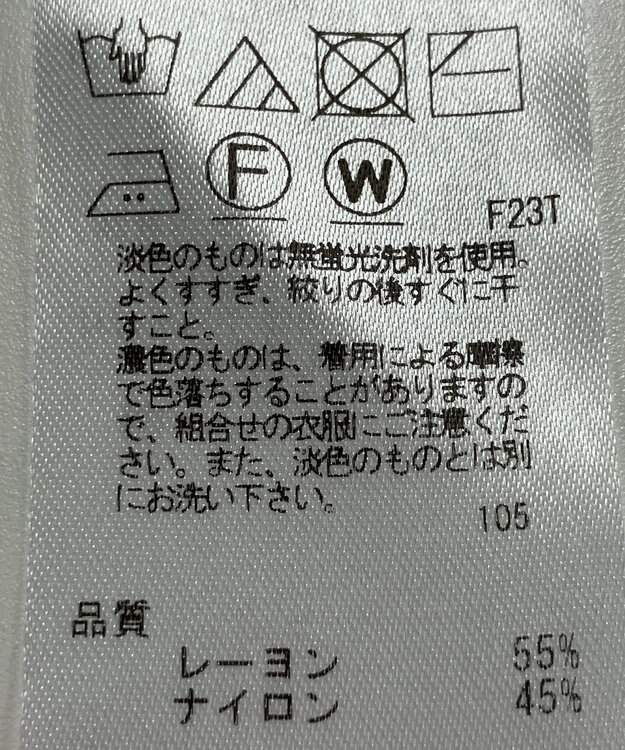 F
W
F23T
淡色のものは無蛍光洗剤を使用。
よくすすぎ、絞りの後すぐに干
すこと。
濃色のものは、着用による摩擦
で色落ちすることがありますの
で、組合せの衣服にご注意くだ
さい。また、淡色のものとは別
にお洗い下さい。
105
品質
レーヨン 55%
ナイロン 45%